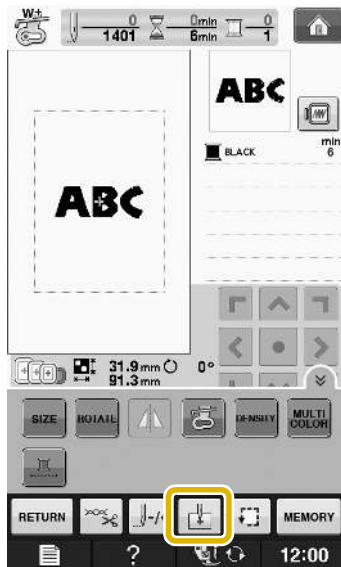 W+
0
1401
0min
6min
0
1
ABC
BLACK
min
6
ABC
31.9mm
0°
91.3mm
SIZE
ROTATE
DENSITY
MULTI
COLOR
RETURN
MEMORY
?
12:00